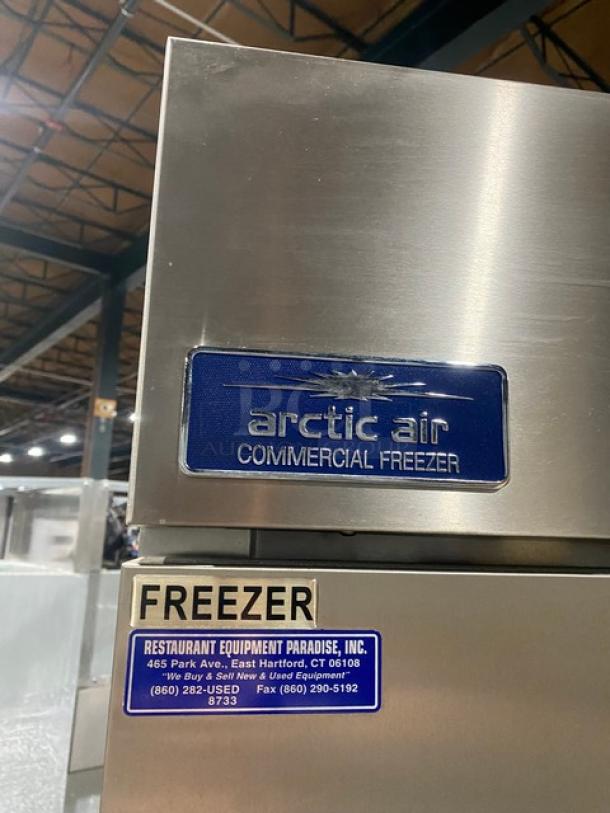 arctic air
COMMERCIAL FREEZER
FREEZER
RESTAURANT EQUIPMENT PARADISE, INC.
465 Park Ave., East Hartford, CT 06108
"We Buy & Sell New & Used Equipment"
(860) 282-USED Fax (860) 290-5192
8733